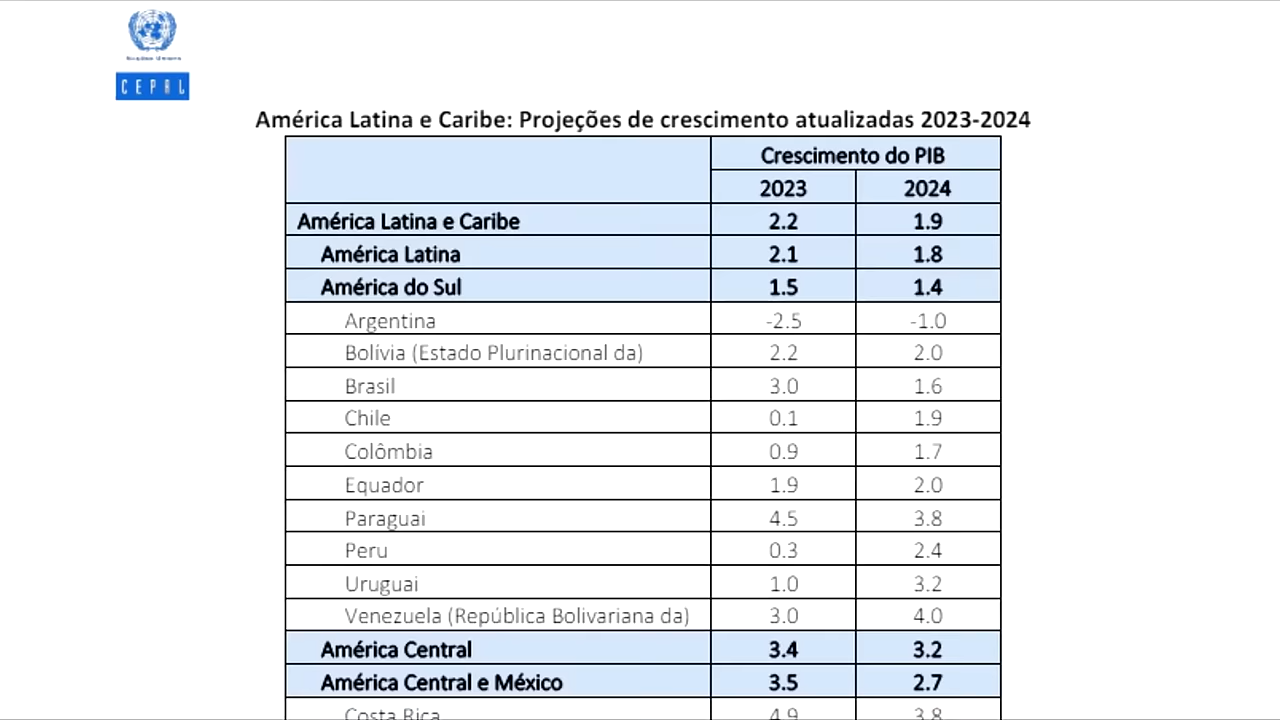 CEPAL
América Latina e Caribe: Projeções de crescimento atualizadas 2023-2024
Crescimento do PIB
2023 2024
América Latina e Caribe 2.2 1.9
América Latina 2.1 1.8
América do Sul 1.5 1.4
Argentina -2.5 -1.0
Bolívia (Estado Plurinacional da) 2.2 2.0
Brasil 3.0 1.6
Chile 0.1 1.9
Colômbia 0.9 1.7
Equador 1.9 2.0
Paraguai 4.5 3.8
Peru 0.3 2.4
Uruguai 1.0 3.2
Venezuela (República Bolivariana da) 3.0 4.0
América Central 3.4 3.2
América Central e México 3.5 2.7
Costa Rica 4.9 3.8